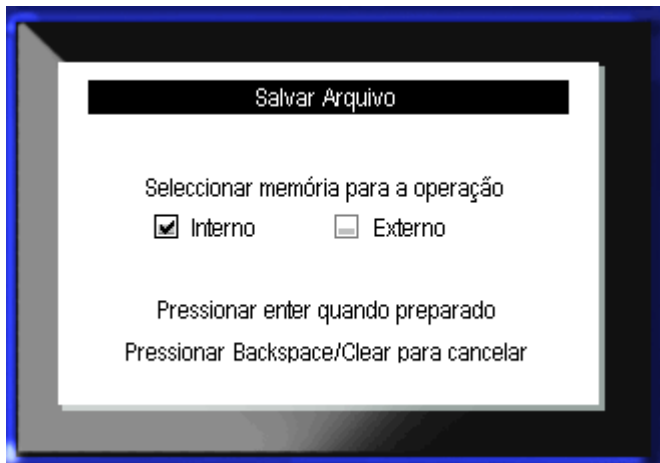 Salvar Arquivo
Seleccionar memória para a operação
Interno Externo
Pressionar enter quando preparado
Pressionar Backspace/Clear para cancelar